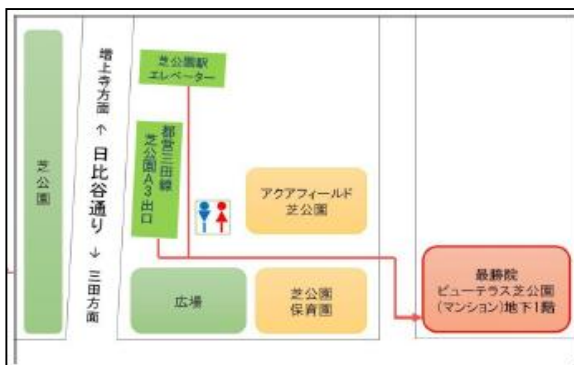 芝公園
増上寺方面
↑
日比谷通り
↓
三田方面
芝公園駅
エレベーター
都営三田線
芝公園A3出口
アクアフィールド
芝公園
広場
芝公園
保育園
最勝院
ビューテラス芝公園
(マンション)地下1階